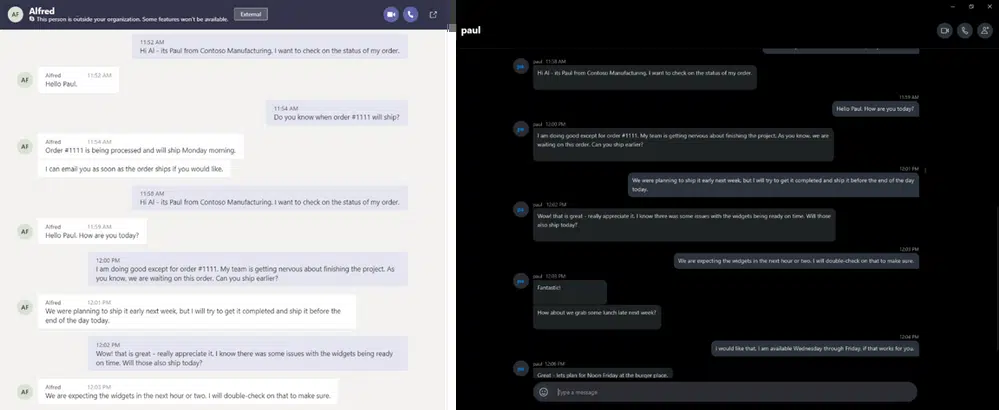 AF
Alfred
This person is outside your organization. Some features won't be available.
External
11:52 AM
Hi Al - its Paul from Contoso Manufacturing. I want to check on the status of my order.
AF
Alfred 11:52 AM
Hello Paul.
11:54 AM
Do you know when order #1111 will ship?
AF
Alfred 11:54 AM
Order #1111 is being processed and will ship Monday morning.
I can email you as soon as the order ships if you would like.
11:58 AM
Hi Al - its Paul from Contoso Manufacturing. I want to check on the status of my order.
AF
Alfred 11:59 AM
Hello Paul. How are you today?
12:00 PM
I am doing good except for order #1111. My team is getting nervous about finishing the project. As
you know, we are waiting on this order. Can you ship earlier?
AF
Alfred 12:01 PM
We were planning to ship it early next week, but I will try to get it completed and ship it before the
end of the day today.
12:02 PM
Wow! that is great - really appreciate it. I know there was some issues with the widgets being ready
on time. Will those also ship today?
AF
Alfred 12:03 PM
We are expecting the widgets in the next hour or two. I will double-check on that to make sure.
paul
paul 11:58 AM
Hi Al - its Paul from Contoso Manufacturing. I want to check on the status of my order.
11:59 AM
Hello Paul. How are you today?
paul 12:00 PM
I am doing good except for order #1111. My team is getting nervous about finishing the project. As you know, we are
waiting on this order. Can you ship earlier?
12:01 PM
We were planning to ship it early next week, but I will try to get it completed and ship it before the end of the day
today.
paul 12:02 PM
Wow! that is great - really appreciate it. I know there was some issues with the widgets being ready on time. Will those
also ship today?
12:03 PM
We are expecting the widgets in the next hour or two. I will double-check on that to make sure.
paul 12:03 PM
Fantastic!
How about we grab some lunch late next week?
12:04 PM
I would like that. I am available Wednesday through Friday, if that works for you.
paul 12:06 PM
Great - lets plan for Noon Friday at the burger place.
Type a message